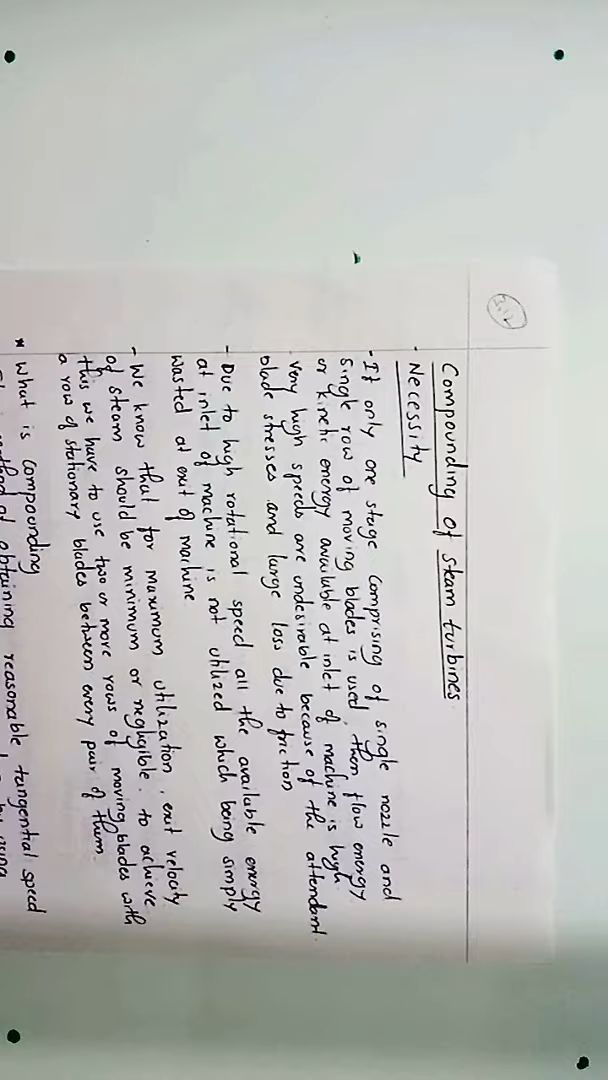 Compounding of steam turbines.
- Necessity
- If only one stage comprising of single nozzle and
single row of moving blades is used, then flow energy
or kinetic energy available at inlet of machine is high.
Very high speeds are undesirable because of the attendant
blade stresses and large loss due to friction
- Due to high rotational speed all the available energy
at inlet of machine is not utilized which being simply
wasted at exit of machine
- We know that for maximum utilization, exit velocity
of steam should be minimum or negligible. to achieve
this we have to use two or more rows of moving blades with
a row of stationary blades between every pair of them.
* What is compounding
obtaining reasonable tangential speed